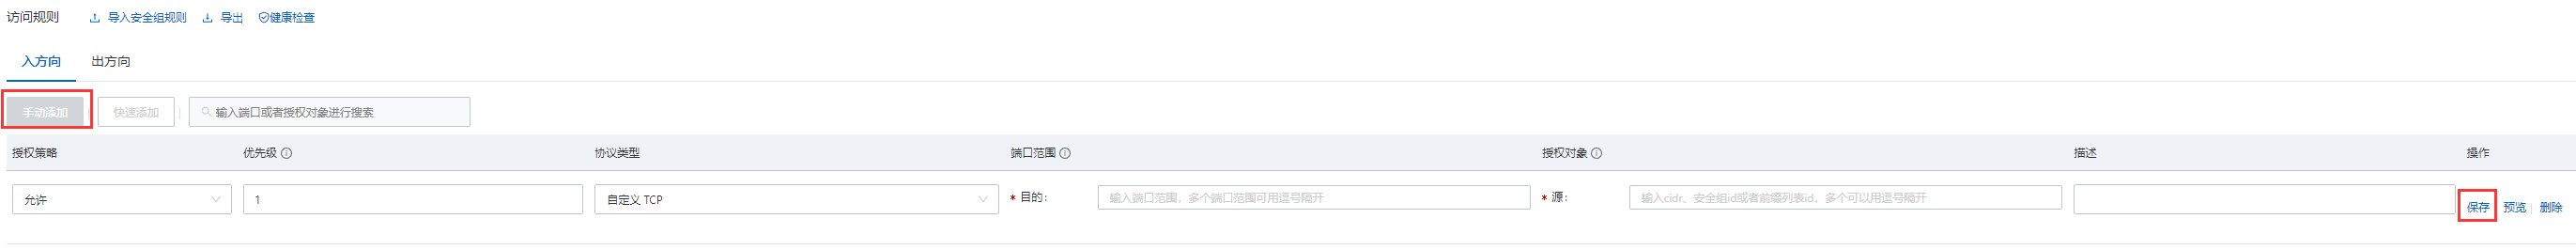 访问规则 导入安全组规则 导出 健康检查
入方向 出方向
手动添加 快速添加 输入端口或者授权对象进行搜索
授权策略 优先级 协议类型 端口范围 授权对象 描述 操作
允许 1 自定义 TCP * 目的: 输入端口范围，多个端口范围可用逗号隔开 * 源: 输入cidr、安全组id或者前缀列表id，多个可以用逗号隔开 保存 预览 删除